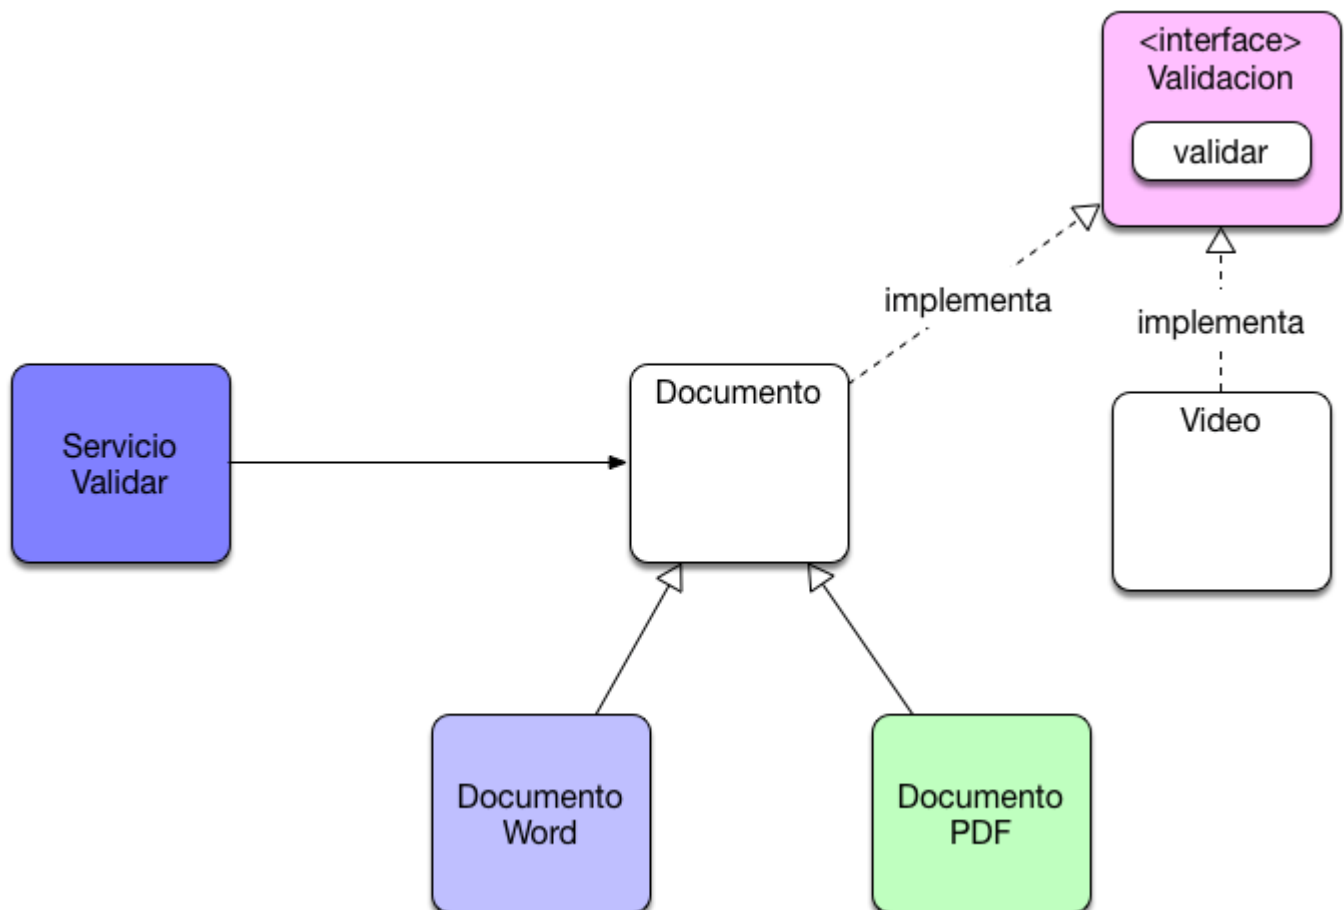 <interface>
Validacion
validar
implementa
implementa
Documento
Video
Servicio
Validar
Documento
Word
Documento
PDF